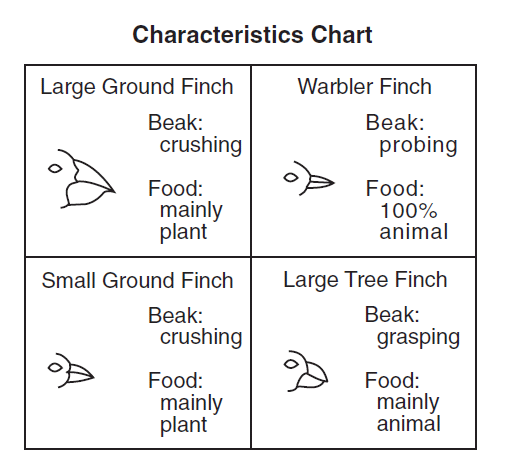 Characteristics Chart
Large Ground Finch
Beak:
crushing
Food:
mainly
plant
Warbler Finch
Beak:
probing
Food:
100%
animal
Small Ground Finch
Beak:
crushing
Food:
mainly
plant
Large Tree Finch
Beak:
grasping
Food:
mainly
animal